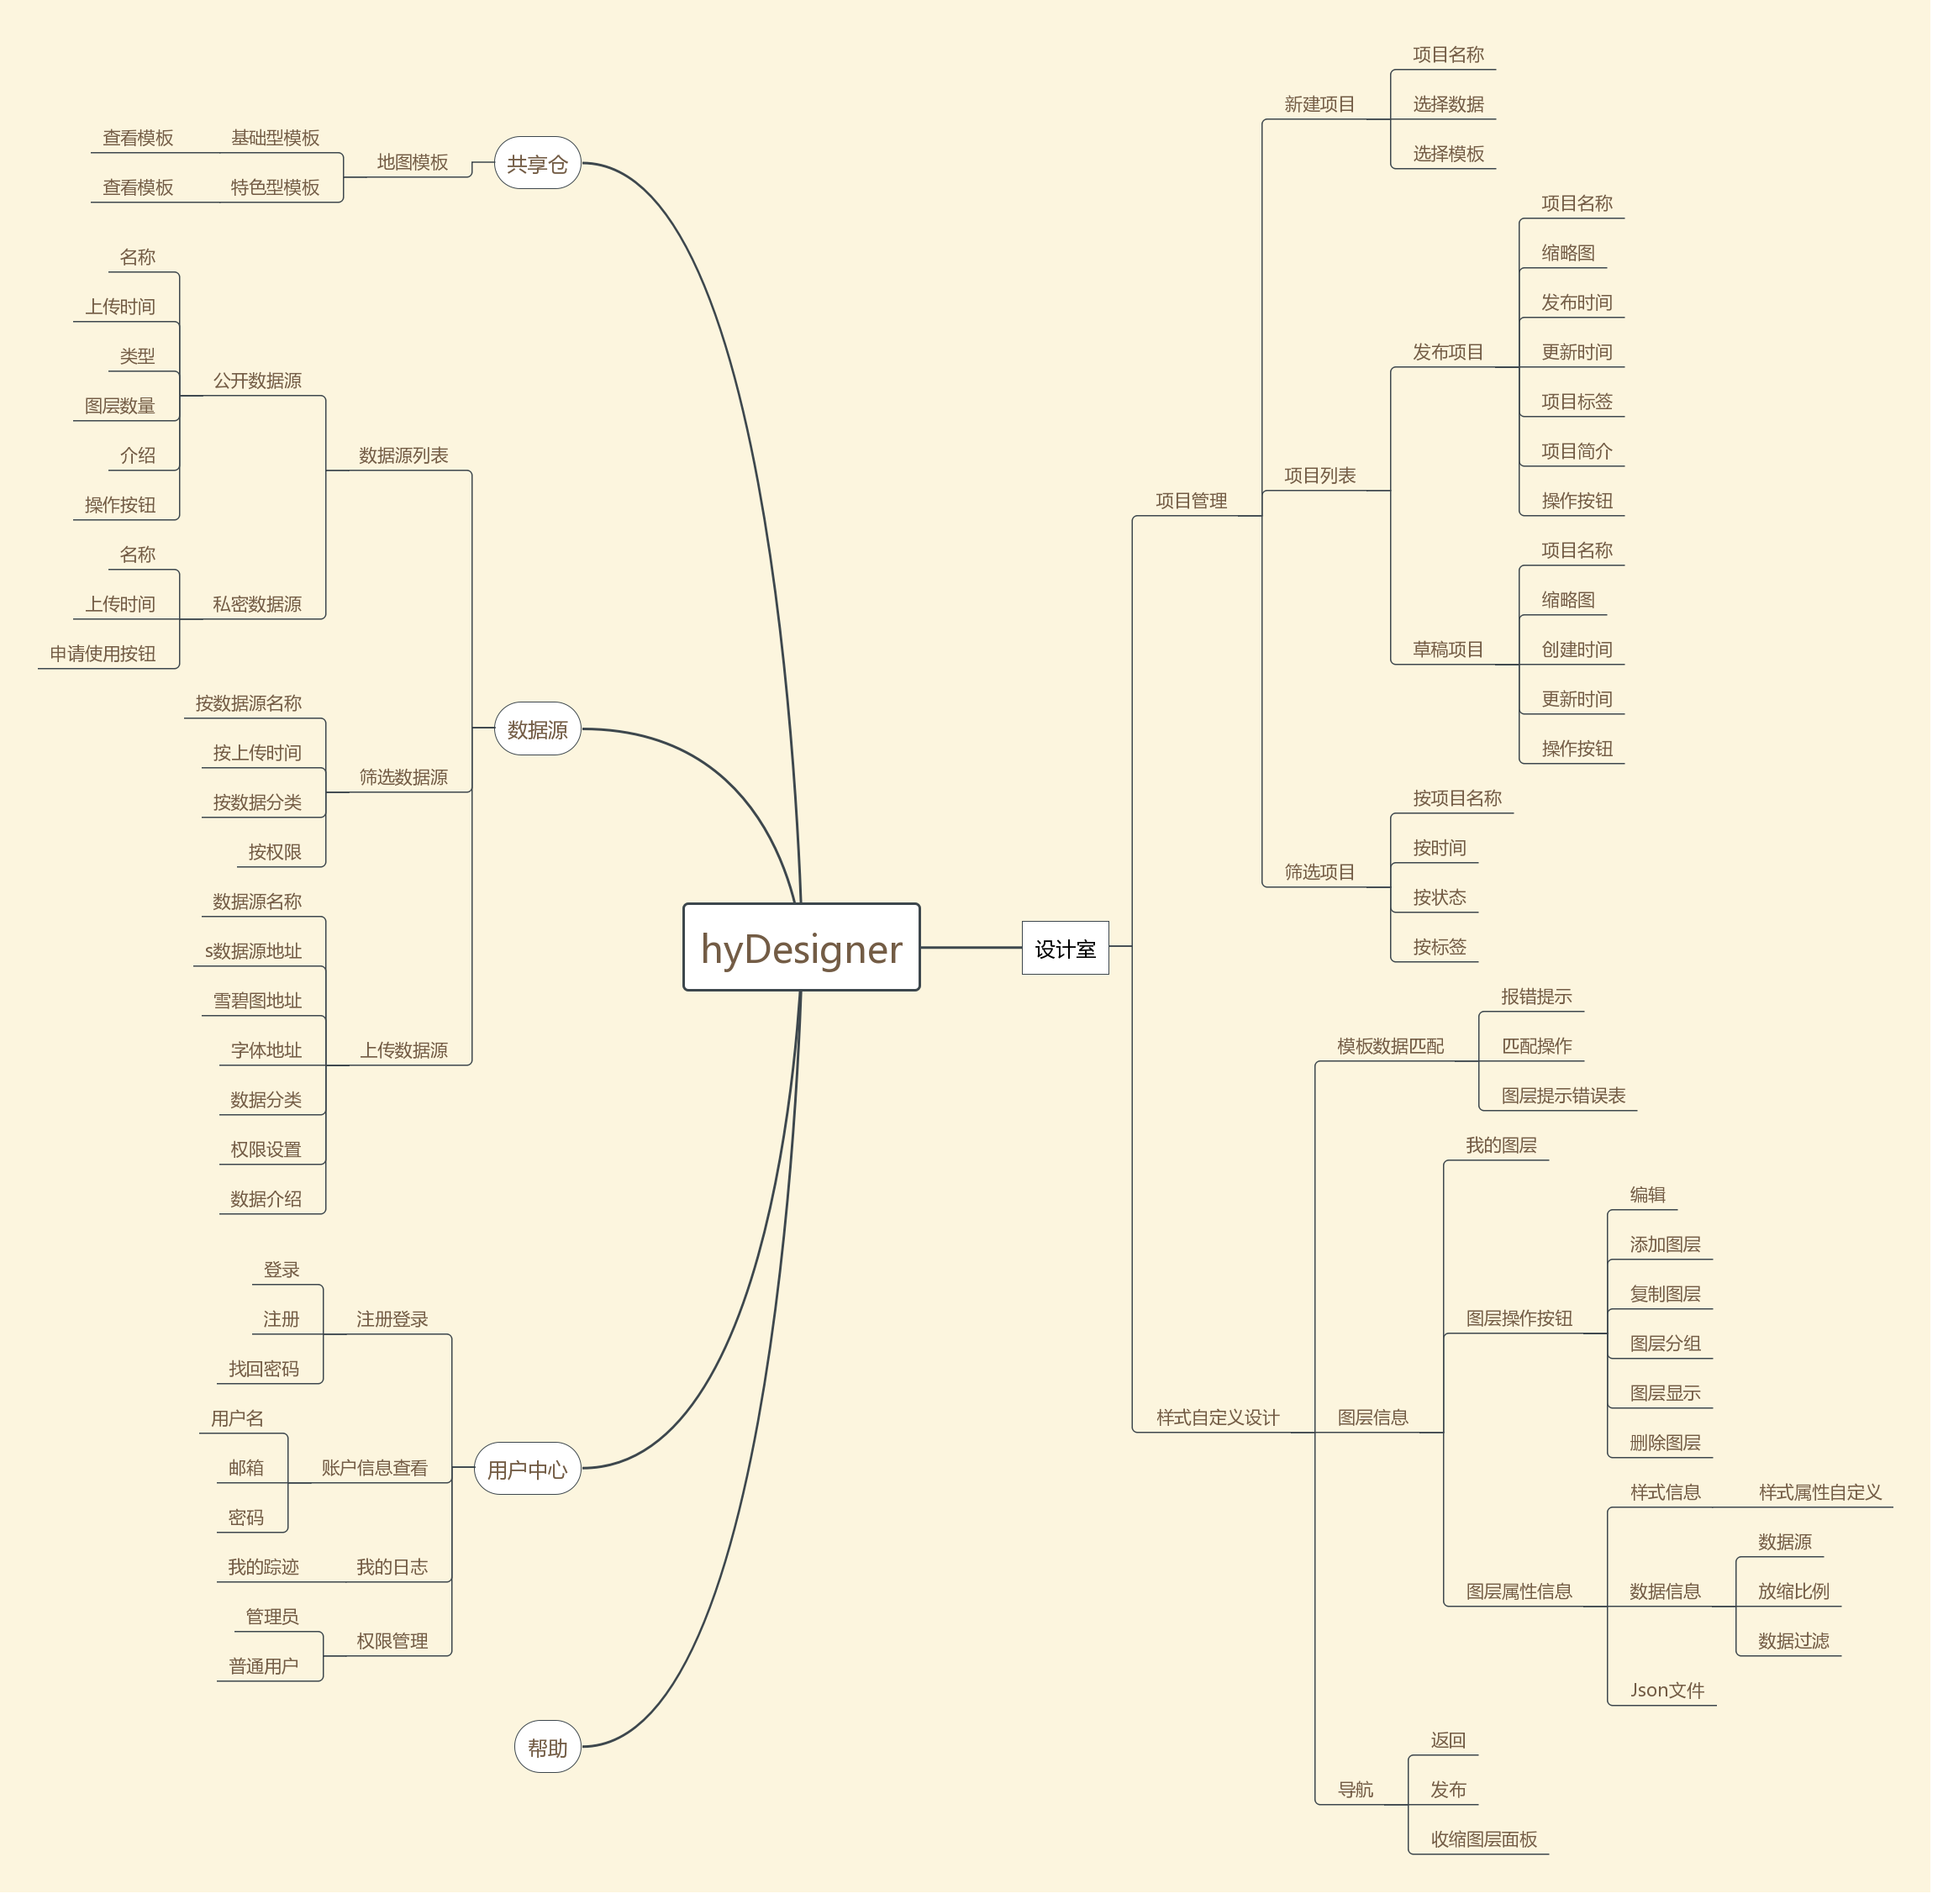 hyDesigner
共享仓
地图模板
基础型模板
查看模板
特色型模板
查看模板
数据源
数据源列表
公开数据源
名称
上传时间
类型
图层数量
介绍
操作按钮
私密数据源
名称
上传时间
申请使用按钮
筛选数据源
按数据源名称
按上传时间
按数据分类
按权限
上传数据源
数据源名称
s数据源地址
雪碧图地址
字体地址
数据分类
权限设置
数据介绍
用户中心
注册登录
登录
注册
找回密码
账户信息查看
用户名
邮箱
密码
我的日志
我的踪迹
权限管理
管理员
普通用户
帮助
设计室
项目管理
新建项目
项目名称
选择数据
选择模板
项目列表
发布项目
项目名称
缩略图
发布时间
更新时间
项目标签
项目简介
操作按钮
草稿项目
项目名称
缩略图
创建时间
更新时间
操作按钮
筛选项目
按项目名称
按时间
按状态
按标签
样式自定义设计
模板数据匹配
报错提示
匹配操作
图层提示错误表
图层信息
我的图层
图层操作按钮
编辑
添加图层
复制图层
图层分组
图层显示
删除图层
图层属性信息
样式信息
样式属性自定义
数据信息
数据源
放缩比例
数据过滤
Json文件
导航
返回
发布
收缩图层面板